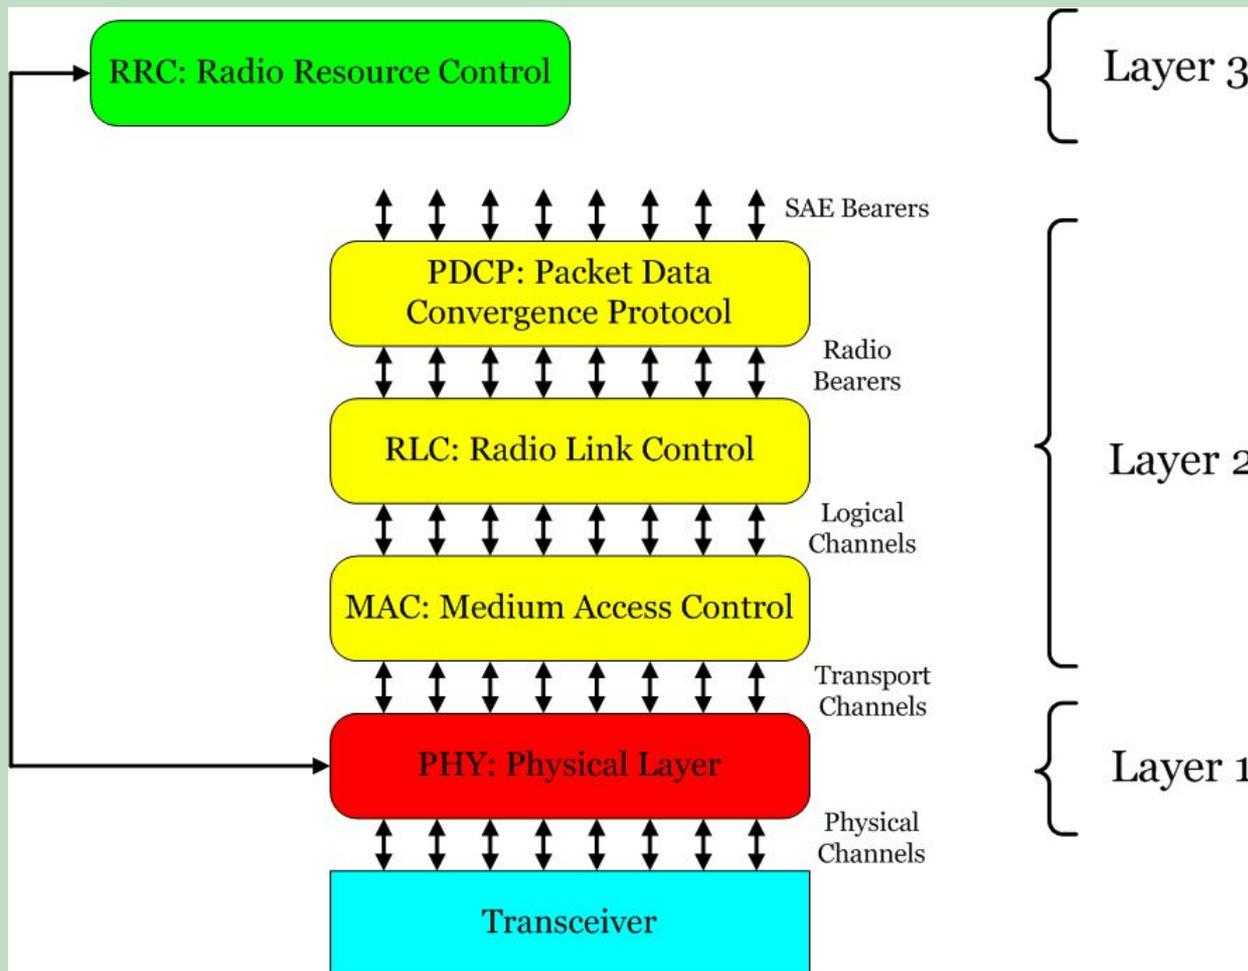 RRC: Radio Resource Control
Layer 3
SAE Bearers
PDCP: Packet Data
Convergence Protocol
Radio
Bearers
RLC: Radio Link Control
Layer 2
Logical
Channels
MAC: Medium Access Control
Transport
Channels
PHY: Physical Layer
Layer 1
Physical
Channels
Transceiver